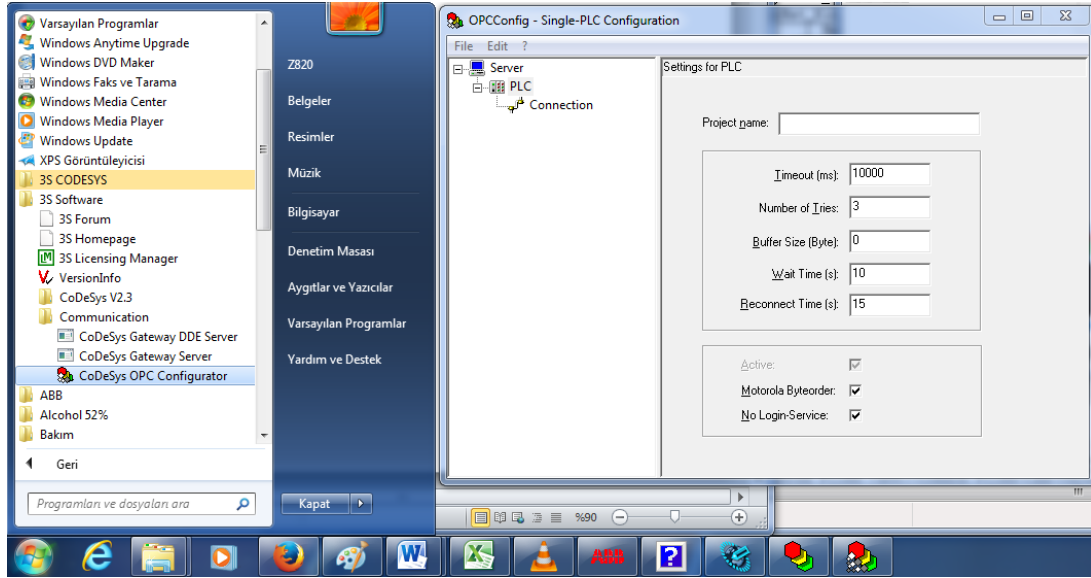 Varsayılan Programlar
Windows Anytime Upgrade
Windows DVD Maker
Windows Faks ve Tarama
Windows Media Center
Windows Media Player
Windows Update
XPS Görüntüleyicisi
3S CODESYS
3S Software
3S Forum
3S Homepage
3S Licensing Manager
VersionInfo
CoDeSys V2.3
Communication
CoDeSys Gateway DDE Server
CoDeSys Gateway Server
CoDeSys OPC Configurator
ABB
Alcohol 52%
Bakım
Geri
Programları ve dosyaları ara
Z820
Belgeler
Resimler
Müzik
Bilgisayar
Denetim Masası
Aygıtlar ve Yazıcılar
Varsayılan Programlar
Yardım ve Destek
Kapat
OPCConfig - Single-PLC Configuration
File Edit ?
Server
PLC
Connection
Settings for PLC
Project name:
Timeout (ms): 10000
Number of Tries: 3
Buffer Size (Byte): 0
Wait Time (s): 10
Reconnect Time (s): 15
Active:
Motorola Byteorder:
No Login-Service:
%90
ABB